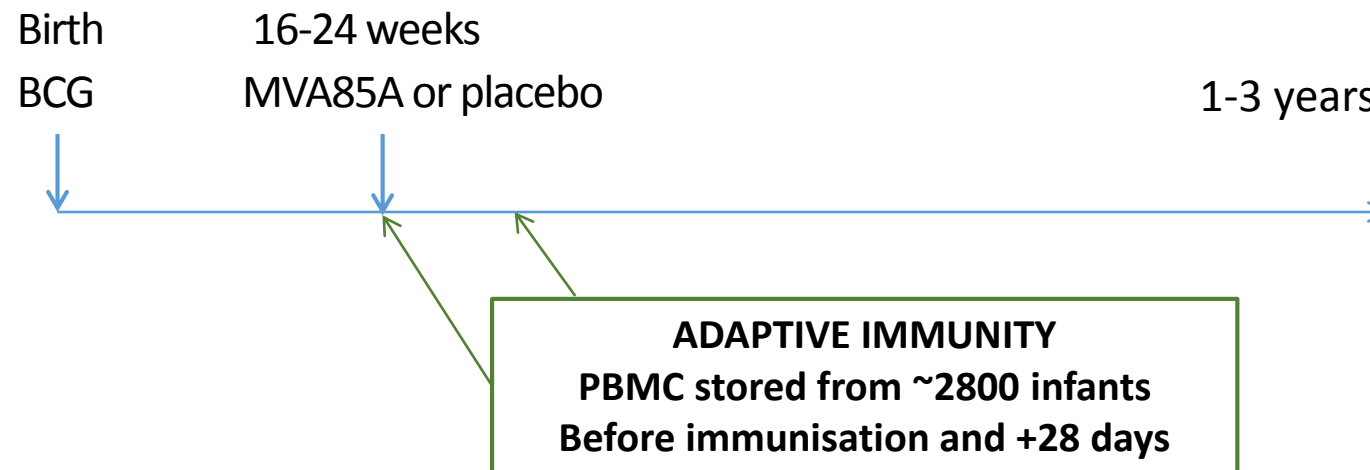 Birth 16-24 weeks
BCG MVA85A or placebo 1-3 years
ADAPTIVE IMMUNITY
PBMC stored from ~2800 infants
Before immunisation and +28 days